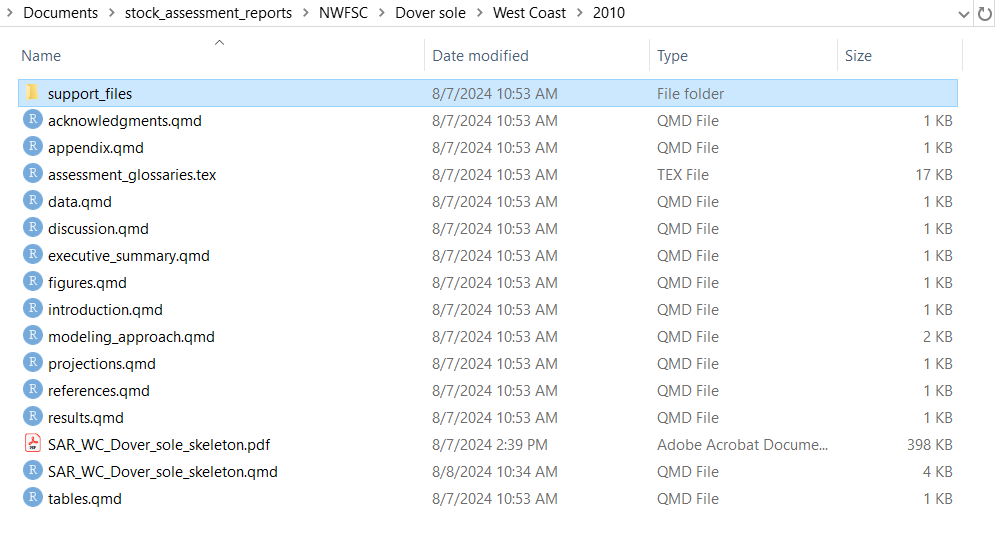 Documents > stock_assessment_reports > NWFSC > Dover sole > West Coast > 2010
Name Date modified Type Size
support_files 8/7/2024 10:53 AM File folder
R acknowledgments.qmd 8/7/2024 10:53 AM QMD File 1 KB
R appendix.qmd 8/7/2024 10:53 AM QMD File 1 KB
R assessment_glossaries.tex 8/7/2024 10:53 AM TEX File 17 KB
R data.qmd 8/7/2024 10:53 AM QMD File 1 KB
R discussion.qmd 8/7/2024 10:53 AM QMD File 1 KB
R executive_summary.qmd 8/7/2024 10:53 AM QMD File 1 KB
R figures.qmd 8/7/2024 10:53 AM QMD File 1 KB
R introduction.qmd 8/7/2024 10:53 AM QMD File 1 KB
R modeling_approach.qmd 8/7/2024 10:53 AM QMD File 2 KB
R projections.qmd 8/7/2024 10:53 AM QMD File 1 KB
R references.qmd 8/7/2024 10:53 AM QMD File 1 KB
R results.qmd 8/7/2024 10:53 AM QMD File 1 KB
SAR_WC_Dover_sole_skeleton.pdf 8/7/2024 2:39 PM Adobe Acrobat Docume... 398 KB
R SAR_WC_Dover_sole_skeleton.qmd 8/8/2024 10:34 AM QMD File 4 KB
R tables.qmd 8/7/2024 10:53 AM QMD File 1 KB